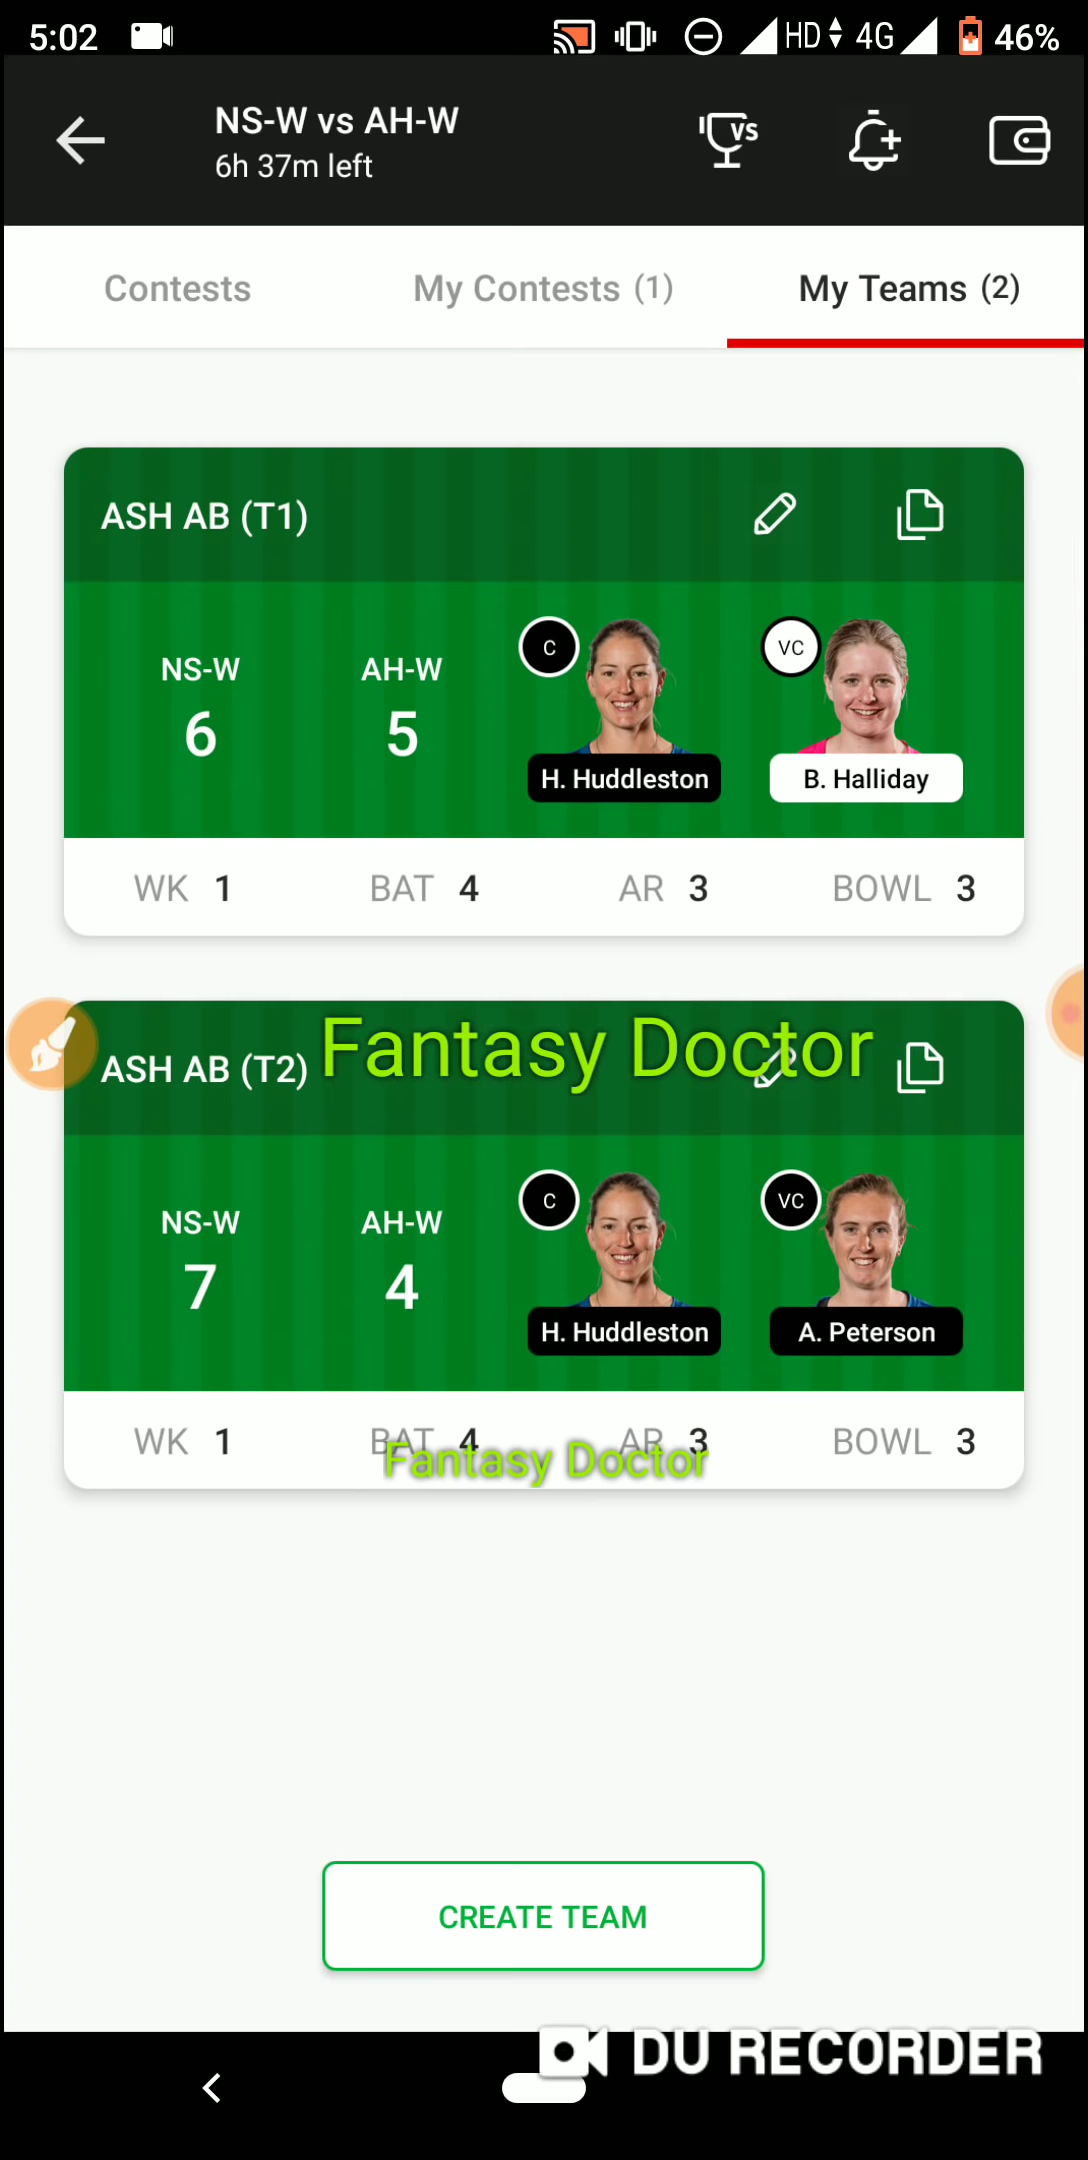 5:02 HD 4G 46%
NS-W vs AH-W
6h 37m left
VS
Contests My Contests (1) My Teams (2)
ASH AB (T1)
NS-W AH-W C VC
6 5
H. Huddleston B. Halliday
WK 1 BAT 4 AR 3 BOWL 3
Fantasy Doctor
ASH AB (T2)
NS-W AH-W C VC
7 4
H. Huddleston A. Peterson
WK 1 BAT 4 AR 3 BOWL 3
Fantasy Doctor
CREATE TEAM
DU RECORDER